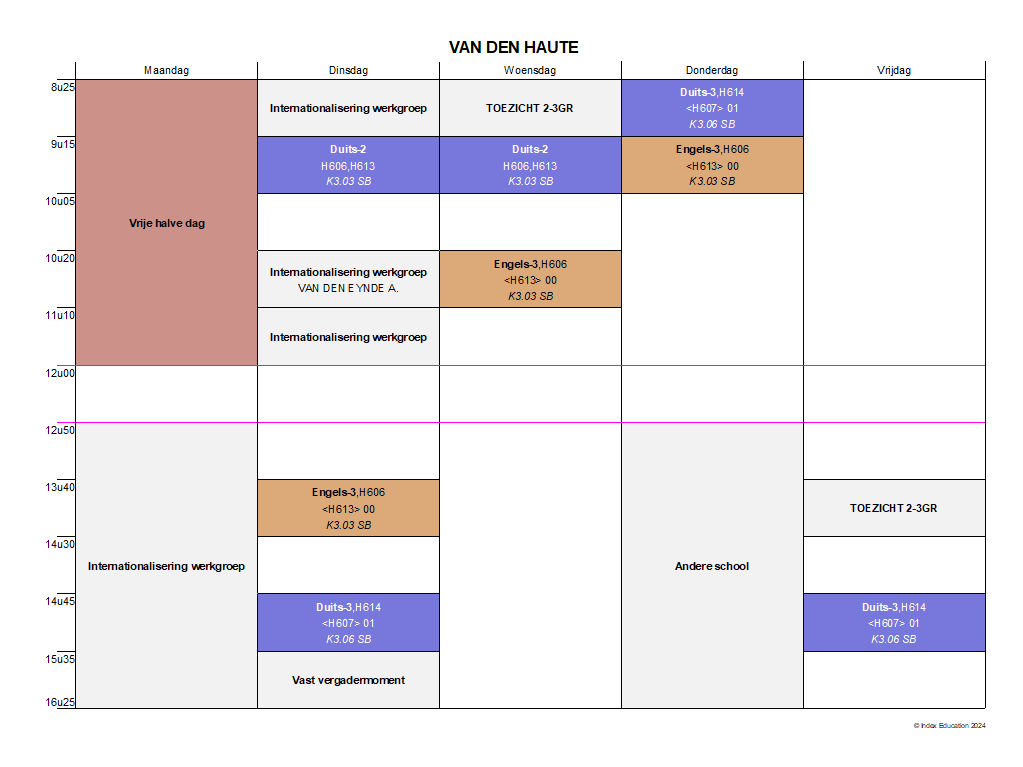 VAN DEN HAUTE
Maandag Dinsdag Woensdag Donderdag Vrijdag
8u25
Internationalisering werkgroep
TOEZICHT 2-3GR
Duits-3,H614
<H607> 01
K3.06 SB
9u15
Duits-2
H606,H613
K3.03 SB
Duits-2
H606,H613
K3.03 SB
Engels-3,H606
<H613> 00
K3.03 SB
10u05
Vrije halve dag
10u20
Internationalisering werkgroep
VAN DEN EYNDE A.
Engels-3,H606
<H613> 00
K3.03 SB
11u10
Internationalisering werkgroep
12u00
12u50
13u40
Engels-3,H606
<H613> 00
K3.03 SB
TOEZICHT 2-3GR
14u30
Internationalisering werkgroep
Andere school
14u45
Duits-3,H614
<H607> 01
K3.06 SB
Duits-3,H614
<H607> 01
K3.06 SB
15u35
Vast vergadermoment
16u25
© Index Education 2024